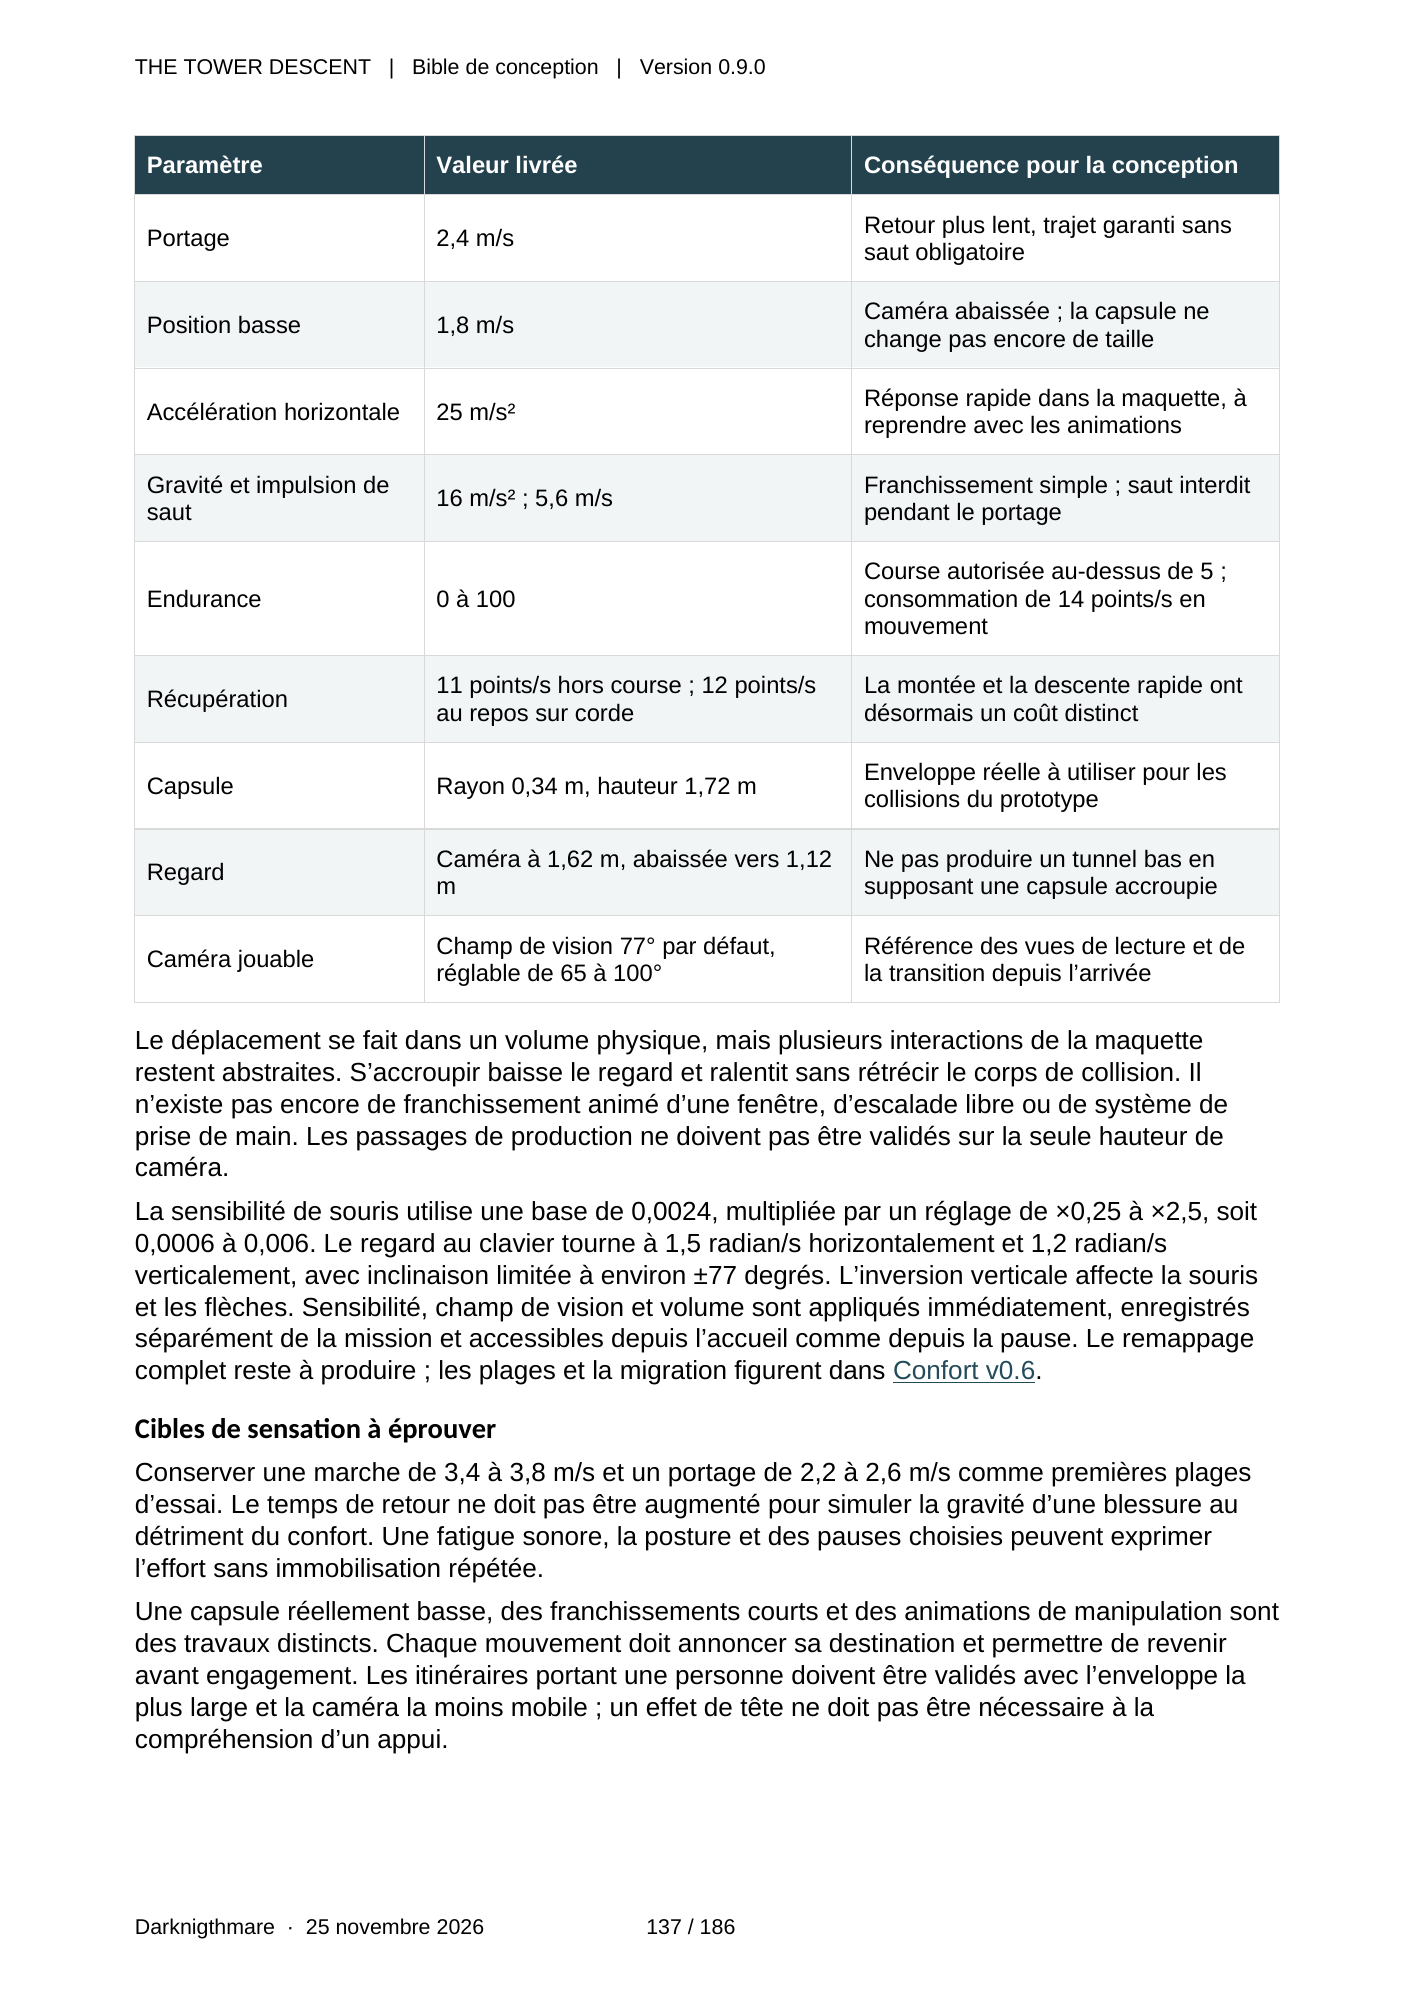 THE TOWER DESCENT | Bible de conception | Version 0.9.0
Paramètre
Valeur livrée
Conséquence pour la conception
Portage
2,4 m/s
Retour plus lent, trajet garanti sans
saut obligatoire
Position basse
1,8 m/s
Caméra abaissée ; la capsule ne
change pas encore de taille
Accélération horizontale
25 m/s²
Réponse rapide dans la maquette, à
reprendre avec les animations
Gravité et impulsion de
saut
16 m/s² ; 5,6 m/s
Franchissement simple ; saut interdit
pendant le portage
Endurance
0 à 100
Course autorisée au-dessus de 5 ;
consommation de 14 points/s en
mouvement
Récupération
11 points/s hors course ; 12 points/s
au repos sur corde
La montée et la descente rapide ont
désormais un coût distinct
Capsule
Rayon 0,34 m, hauteur 1,72 m
Enveloppe réelle à utiliser pour les
collisions du prototype
Regard
Caméra à 1,62 m, abaissée vers 1,12
m
Ne pas produire un tunnel bas en
supposant une capsule accroupie
Caméra jouable
Champ de vision 77° par défaut,
réglable de 65 à 100°
Référence des vues de lecture et de
la transition depuis l’arrivée
Le déplacement se fait dans un volume physique, mais plusieurs interactions de la maquette
restent abstraites. S’accroupir baisse le regard et ralentit sans rétrécir le corps de collision. Il
n’existe pas encore de franchissement animé d’une fenêtre, d’escalade libre ou de système de
prise de main. Les passages de production ne doivent pas être validés sur la seule hauteur de
caméra.
La sensibilité de souris utilise une base de 0,0024, multipliée par un réglage de ×0,25 à ×2,5, soit
0,0006 à 0,006. Le regard au clavier tourne à 1,5 radian/s horizontalement et 1,2 radian/s
verticalement, avec inclinaison limitée à environ ±77 degrés. L’inversion verticale affecte la souris
et les flèches. Sensibilité, champ de vision et volume sont appliqués immédiatement, enregistrés
séparément de la mission et accessibles depuis l’accueil comme depuis la pause. Le remappage
complet reste à produire ; les plages et la migration figurent dans Confort v0.6.
Cibles de sensation à éprouver
Conserver une marche de 3,4 à 3,8 m/s et un portage de 2,2 à 2,6 m/s comme premières plages
d’essai. Le temps de retour ne doit pas être augmenté pour simuler la gravité d’une blessure au
détriment du confort. Une fatigue sonore, la posture et des pauses choisies peuvent exprimer
l’effort sans immobilisation répétée.
Une capsule réellement basse, des franchissements courts et des animations de manipulation sont
des travaux distincts. Chaque mouvement doit annoncer sa destination et permettre de revenir
avant engagement. Les itinéraires portant une personne doivent être validés avec l’enveloppe la
plus large et la caméra la moins mobile ; un effet de tête ne doit pas être nécessaire à la
compréhension d’un appui.
Darknigthmare · 25 novembre 2026
137 / 186